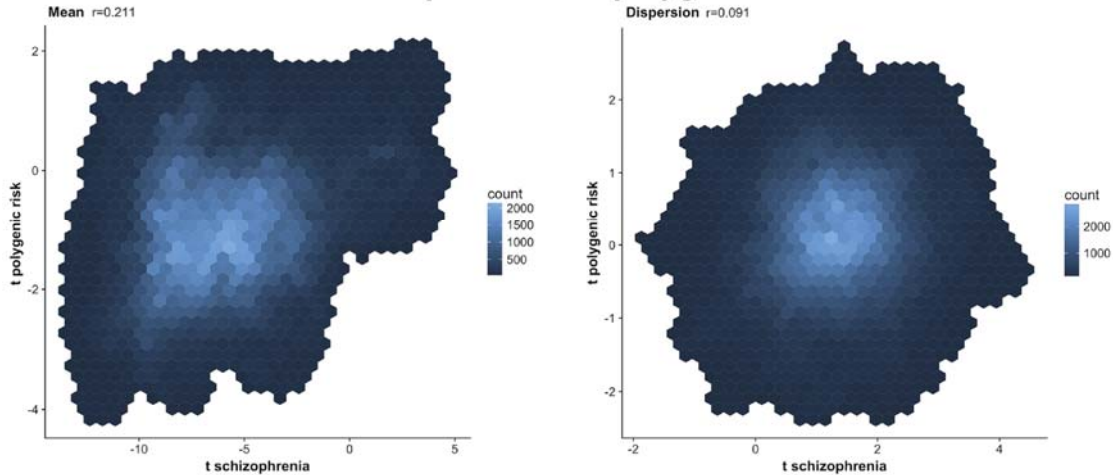 Mean r=0.211
t polygenic risk
2
0
-2
-4
-10
-5
0
5
t schizophrenia
count
2000
1500
1000
500
Dispersion r=0.091
t polygenic risk
2
1
0
-1
-2
-2
0
2
4
t schizophrenia
count
2000
1000